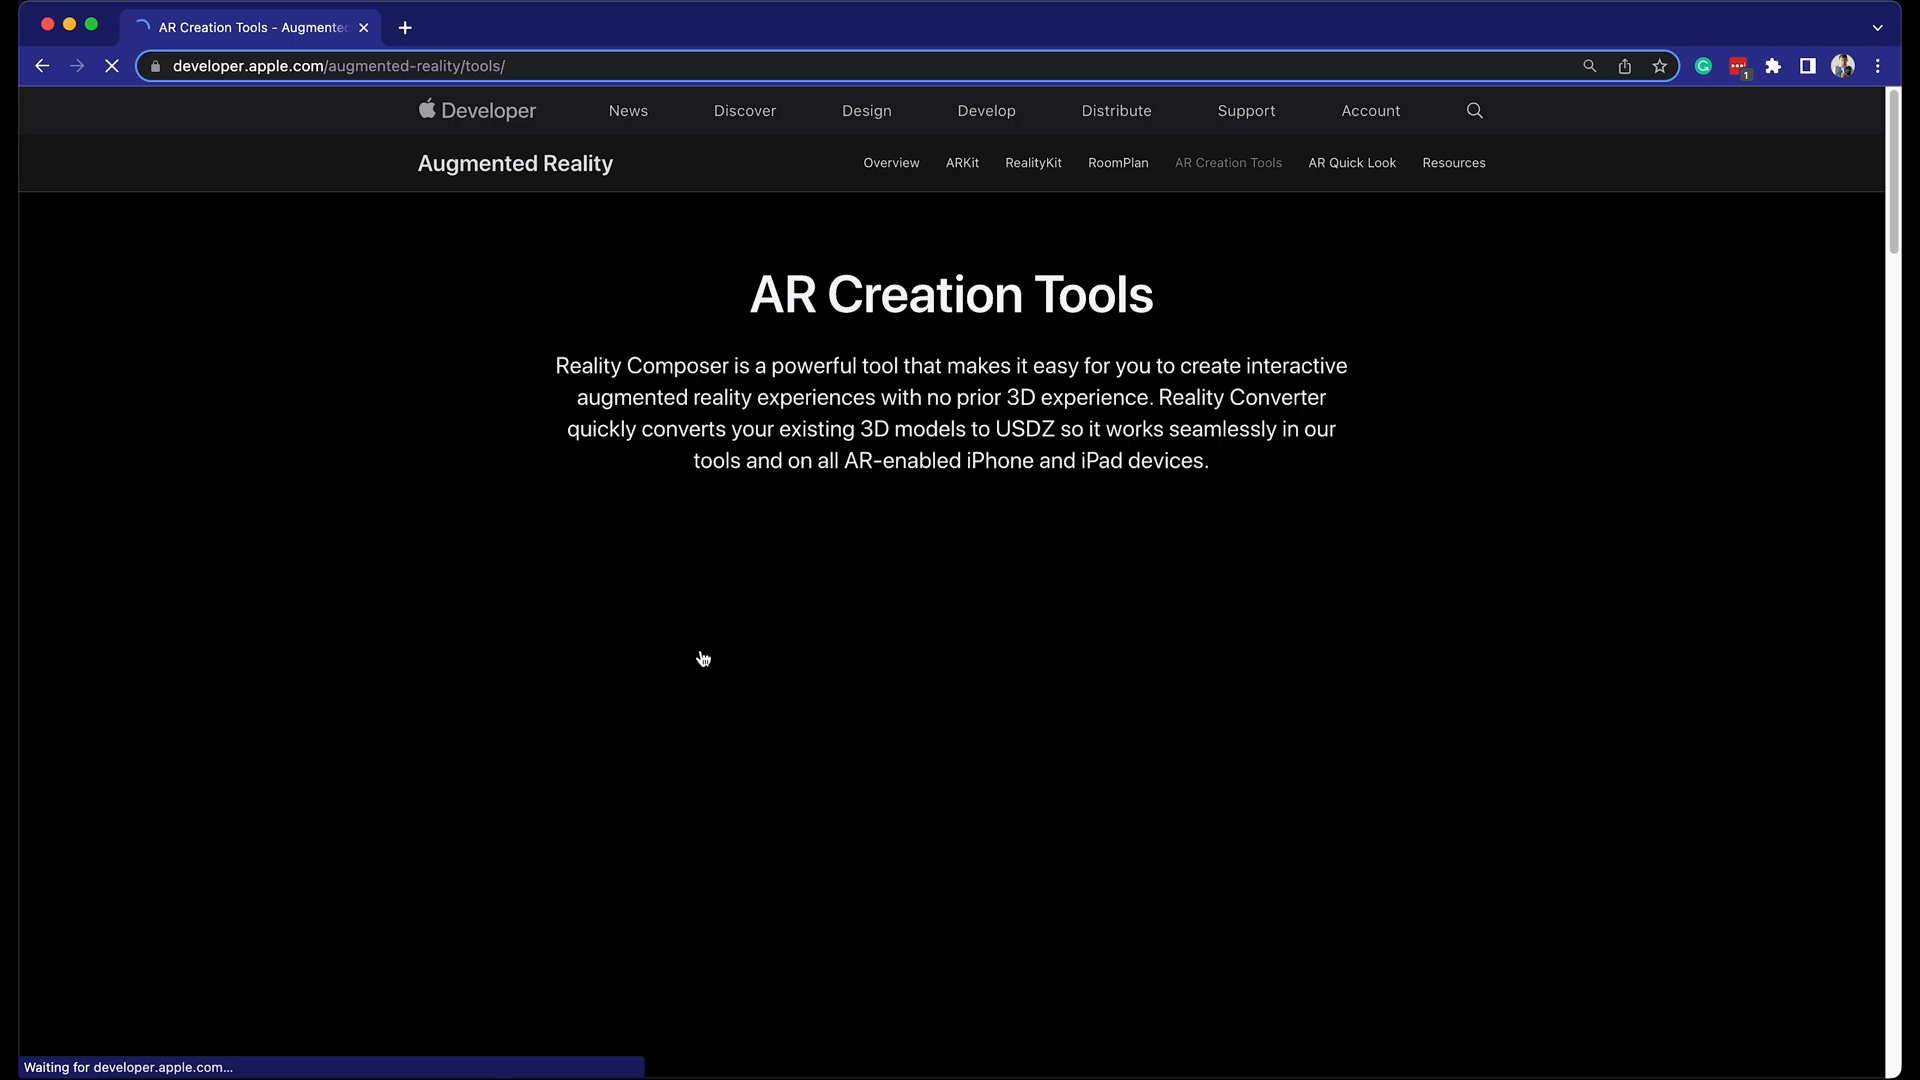 AR Creation Tools - Augmente
developer.apple.com/augmented-reality/tools/
1
Developer News Discover Design Develop Distribute Support Account
Augmented Reality Overview ARKit RealityKit RoomPlan AR Creation Tools AR Quick Look Resources
AR Creation Tools
Reality Composer is a powerful tool that makes it easy for you to create interactive
augmented reality experiences with no prior 3D experience. Reality Converter
quickly converts your existing 3D models to USDZ so it works seamlessly in our
tools and on all AR-enabled iPhone and iPad devices.
Waiting for developer.apple.com...